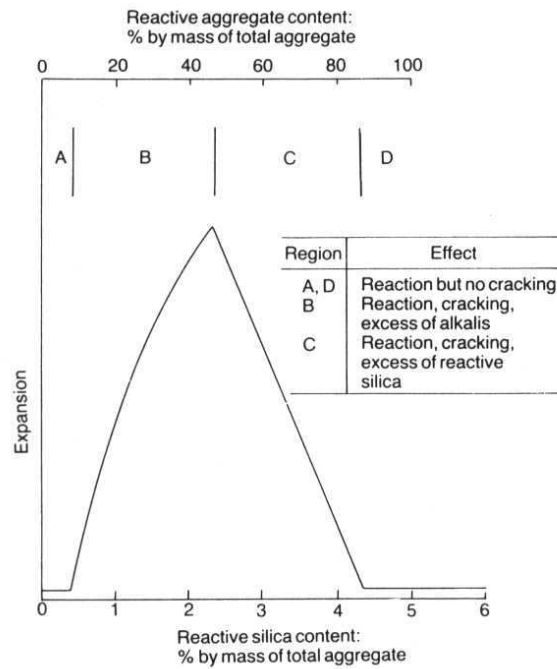 Reactive aggregate content:
% by mass of total aggregate
0 20 40 60 80 100
A B C D
Region Effect
A, D Reaction but no cracking
B Reaction, cracking,
excess of alkalis
C Reaction, cracking,
excess of reactive
silica
Expansion
0 1 2 3 4 5 6
Reactive silica content:
% by mass of total aggregate